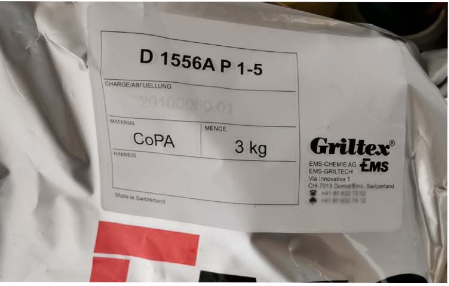 D 1556A P 1-5
CHARGE/ABFUELLUNG
MATERIAL
CoPA
MENGE
3 kg
HINWEIS
Made in Switzerland
Griltex®
EMS-CHEMIE AG EMS
EMS-GRILTECH
Via Innovativa 1
CH-7013 Domat/Ems, Switzerland